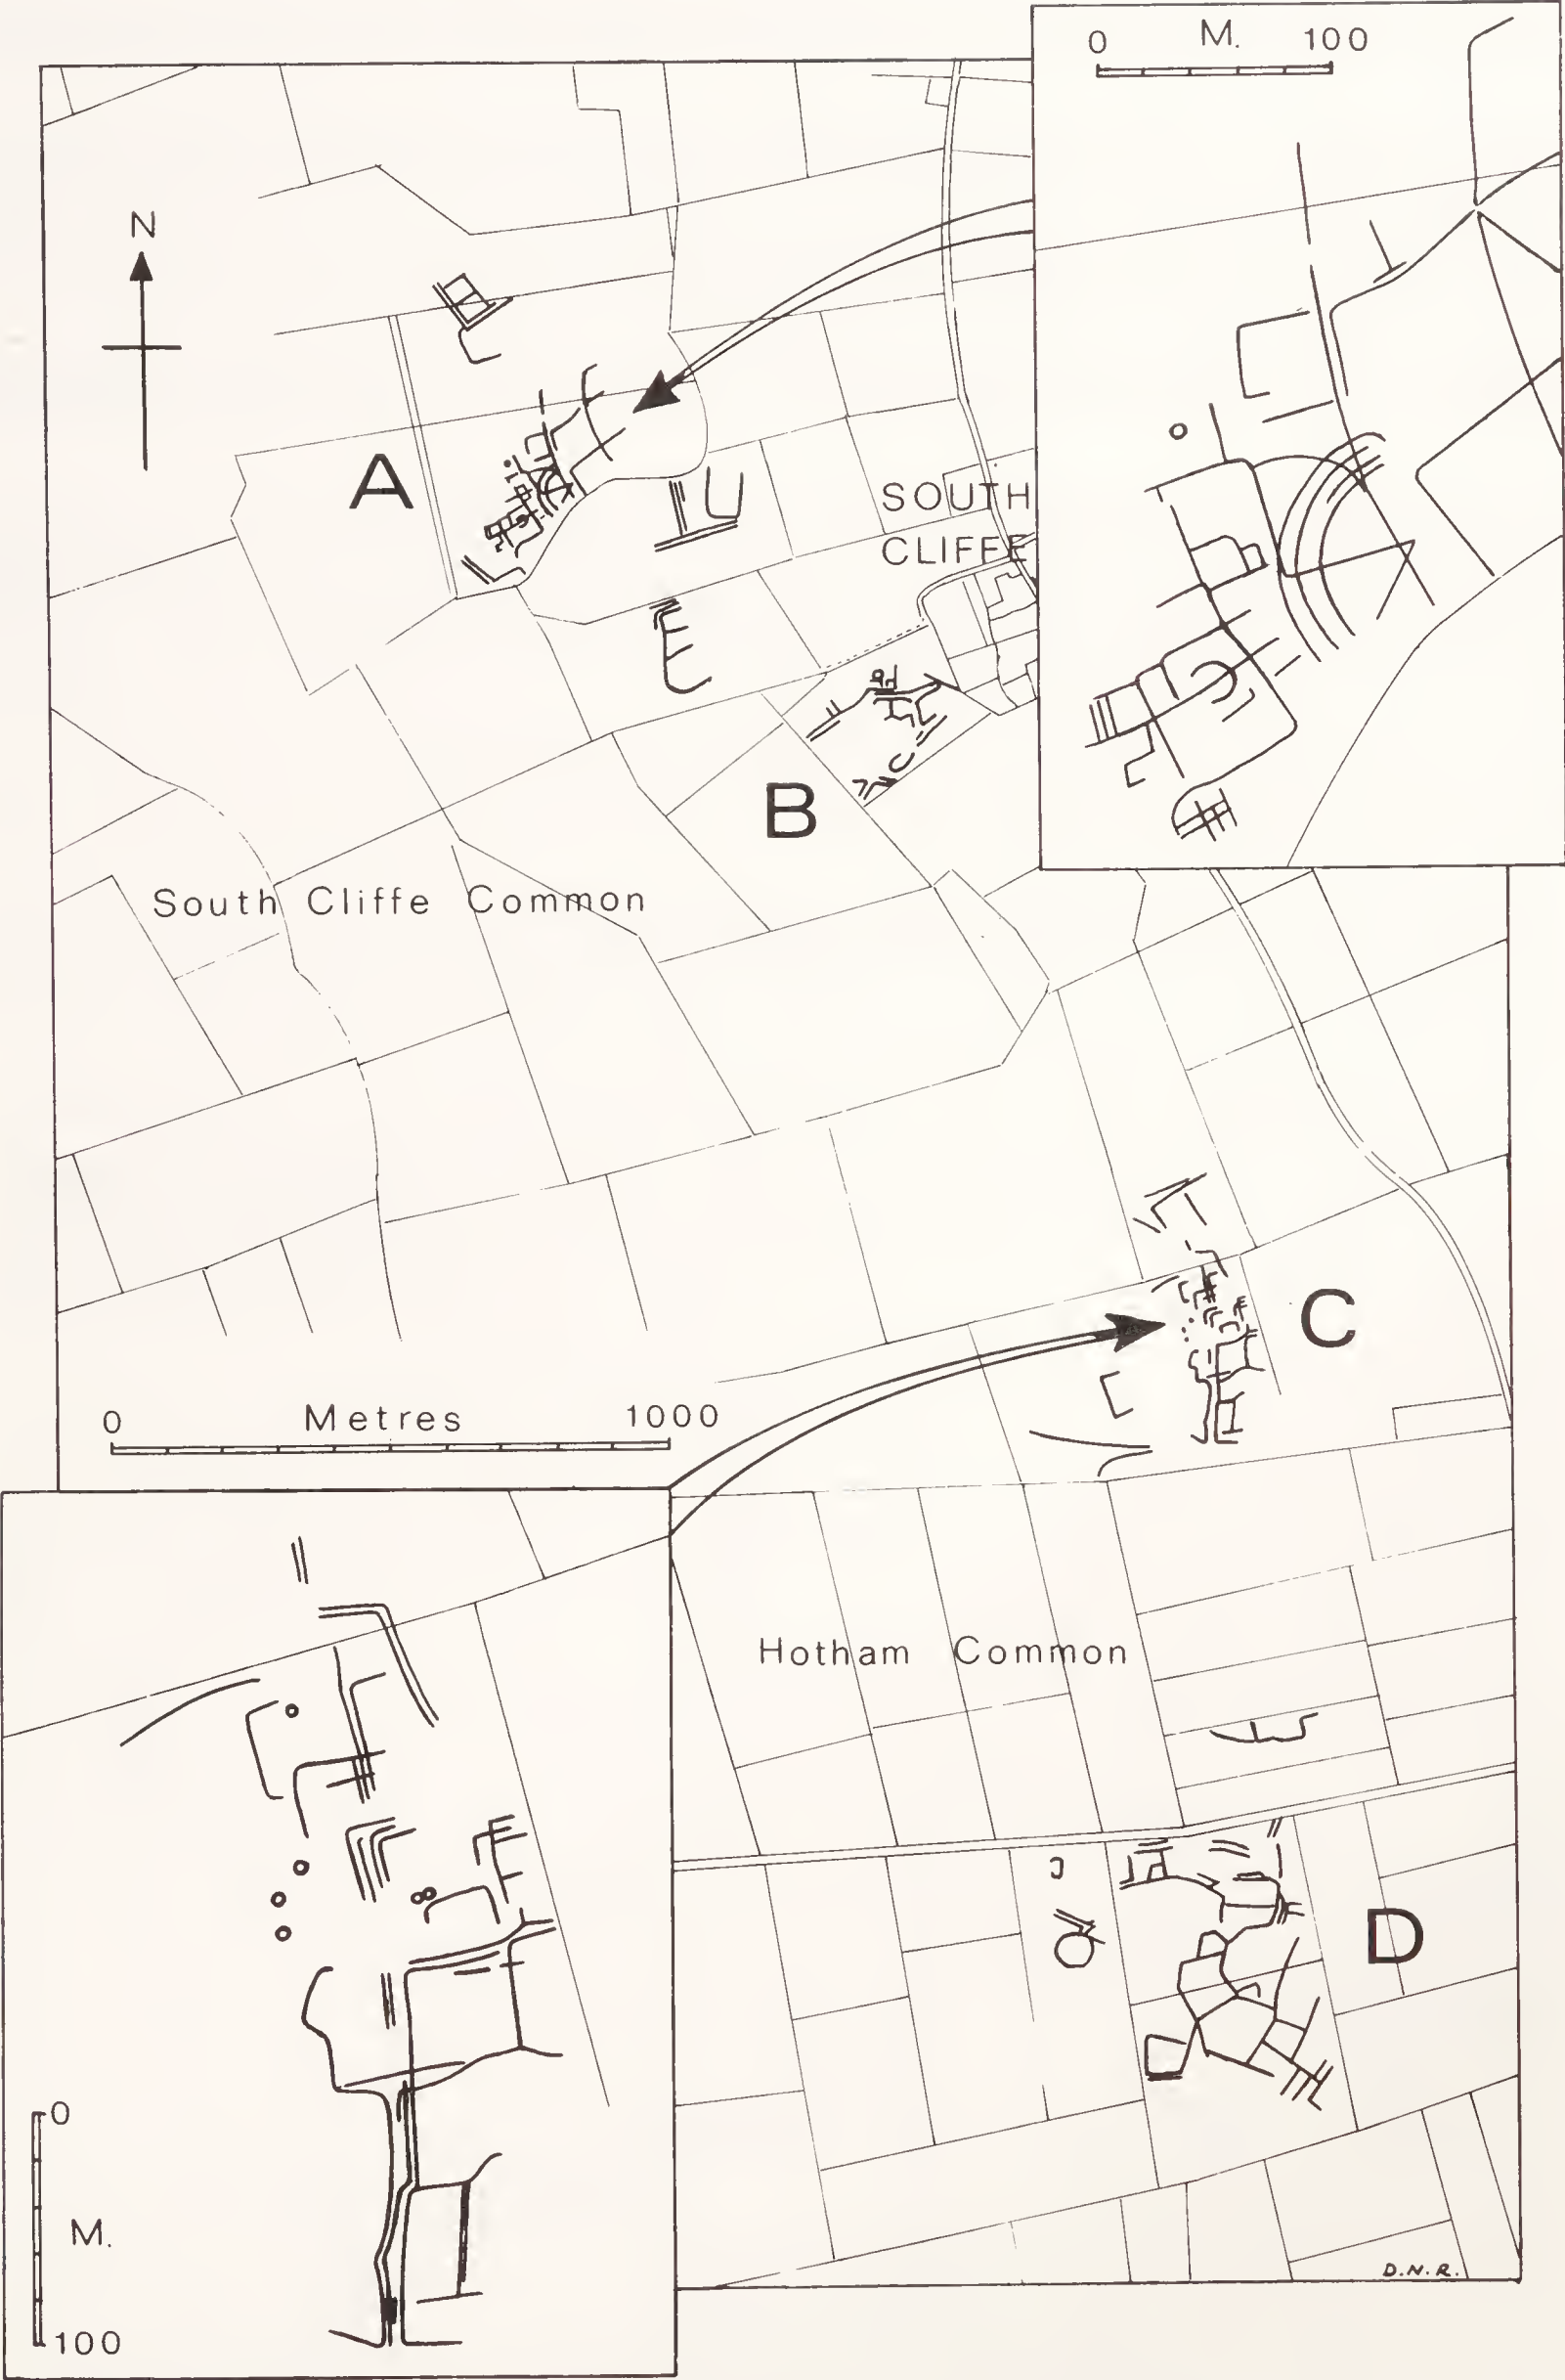 0 M. 100
N
A
SOUTH
CLIFFE
B
South Cliffe Common
C
0 Metres 1000
Hotham Common
D
0
M.
100
D.N.R.